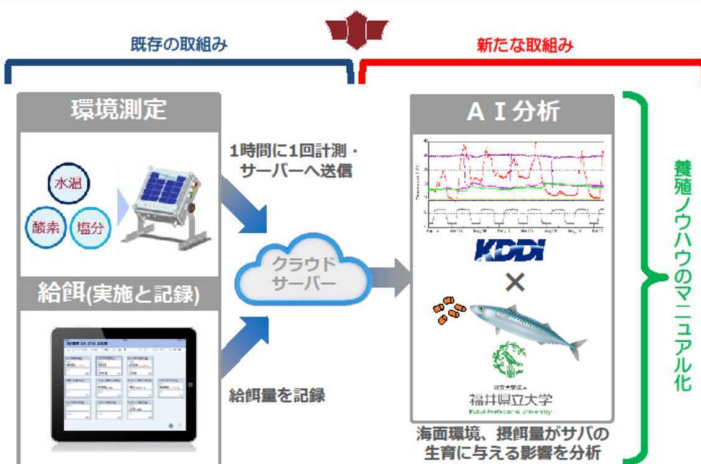 既存の取組み
新たな取組み
環境測定
水温
酸素
塩分
1時間に1回計測・
サーバーへ送信
クラウド
サーバー
給餌(実施と記録)
給餌量を記録
ＡＩ分析
KDDI
×
福井県立大学
Fukui Prefectural University
海面環境、摂餌量がサバの
生育に与える影響を分析
養殖ノウハウのマニュアル化